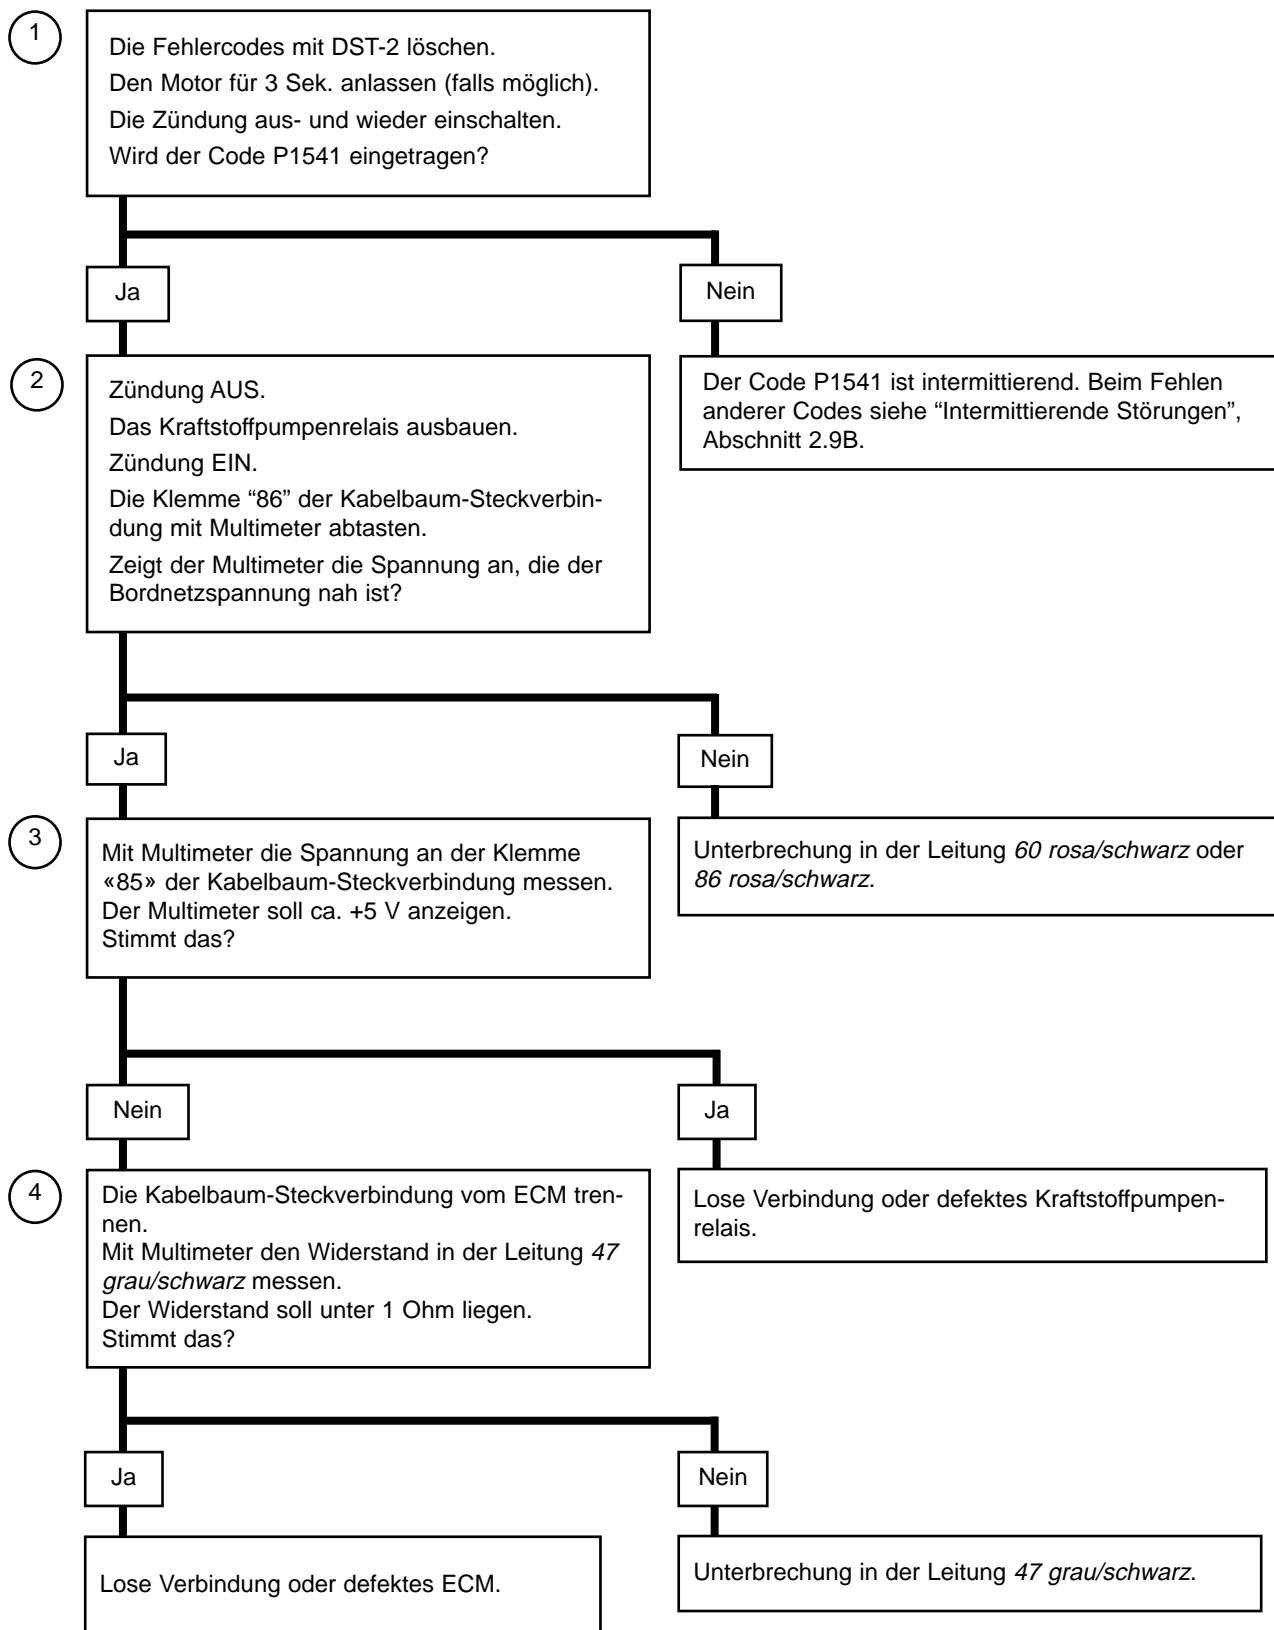 1
Die Fehlercodes mit DST-2 löschen.
Den Motor für 3 Sek. anlassen (falls möglich).
Die Zündung aus- und wieder einschalten.
Wird der Code P1541 eingetragen?
Ja
Nein
2
Zündung AUS.
Das Kraftstoffpumpenrelais ausbauen.
Zündung EIN.
Die Klemme “86” der Kabelbaum-Steckverbin-
dung mit Multimeter abtasten.
Zeigt der Multimeter die Spannung an, die der
Bordnetzspannung nah ist?
Der Code P1541 ist intermittierend. Beim Fehlen
anderer Codes siehe “Intermittierende Störungen”,
Abschnitt 2.9B.
Ja
Nein
3
Mit Multimeter die Spannung an der Klemme
«85» der Kabelbaum-Steckverbindung messen.
Der Multimeter soll ca. +5 V anzeigen.
Stimmt das?
Unterbrechung in der Leitung 60 rosa/schwarz oder
86 rosa/schwarz.
Nein
Ja
4
Die Kabelbaum-Steckverbindung vom ECM tren-
nen.
Mit Multimeter den Widerstand in der Leitung 47
grau/schwarz messen.
Der Widerstand soll unter 1 Ohm liegen.
Stimmt das?
Lose Verbindung oder defektes Kraftstoffpumpen-
relais.
Ja
Nein
Lose Verbindung oder defektes ECM.
Unterbrechung in der Leitung 47 grau/schwarz.